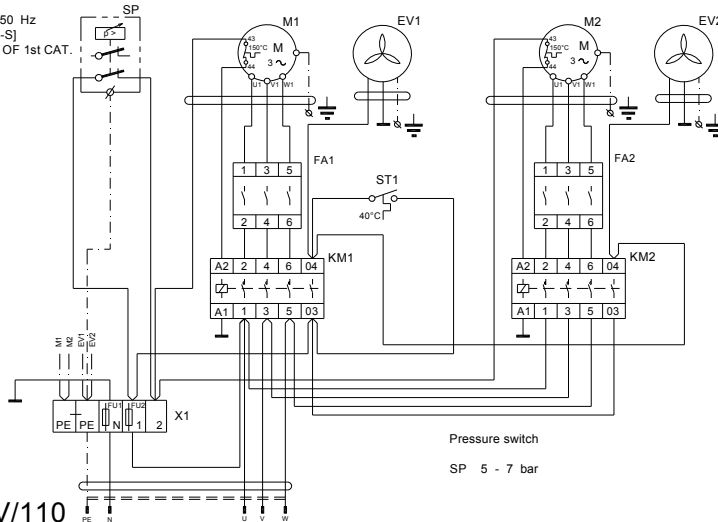 50 Hz
-S]
OF 1st CAT.
SP
p >
M1
EV1
M2
EV2
43
150°C
M
3 ~
44
U1 V1 W1
43
150°C
M
3 ~
44
U1 V1 W1
FA1
1 3 5
2 4 6
ST1
40°C
FA2
1 3 5
2 4 6
KM1
A2 2 4 6 04
A1 1 3 5 03
KM2
A2 2 4 6 04
A1 1 3 5 03
M1
M2
EV1
EV2
FU1
FU2
PE PE N 1 2
X1
Pressure switch
SP 5 - 7 bar
V/110
PE N U V W